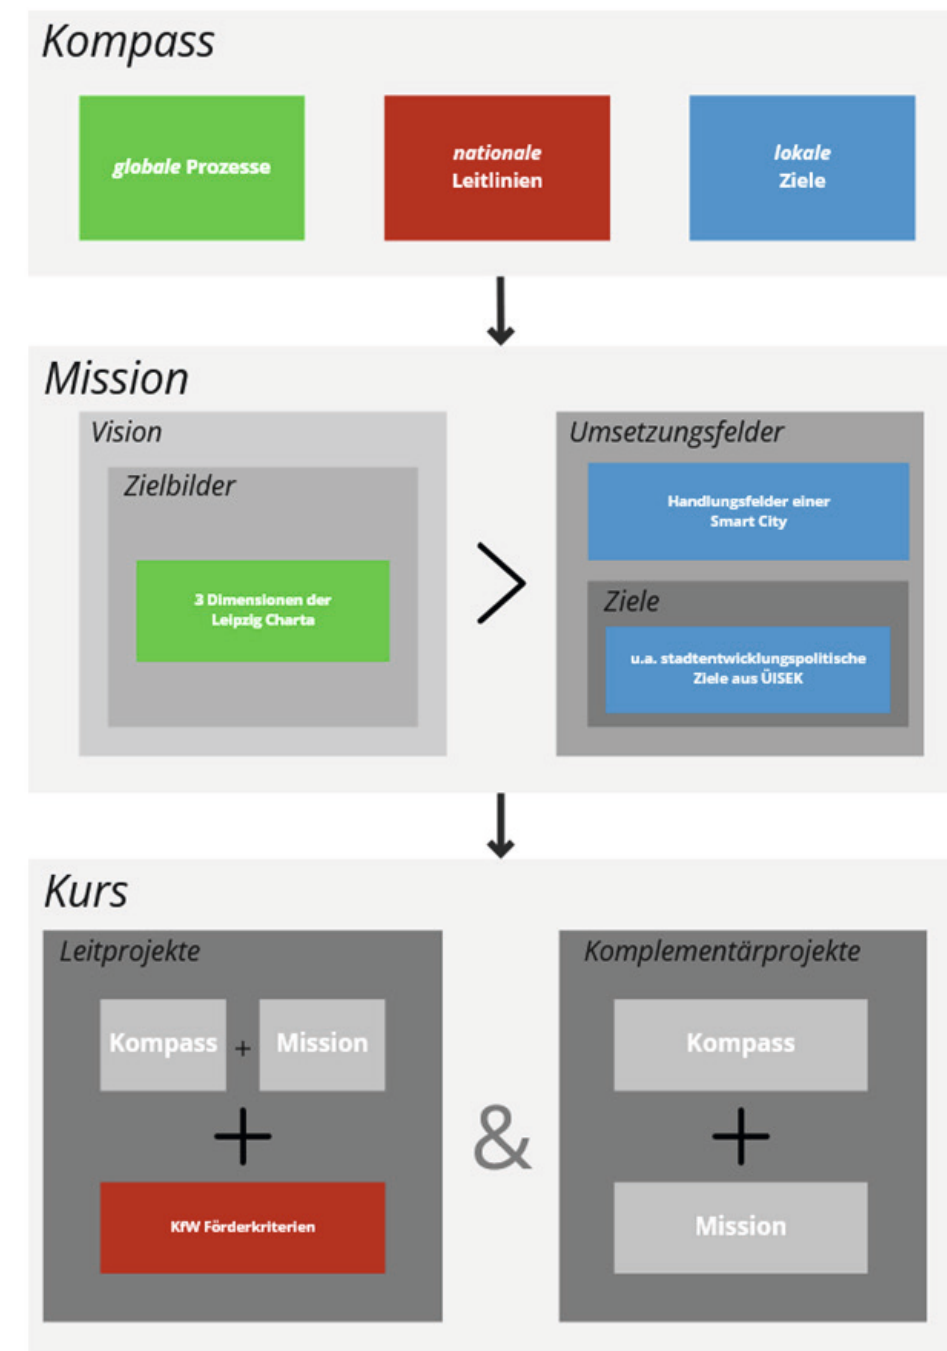 Kompass
globale Prozesse
nationale
Leitlinien
lokale
Ziele
Mission
Vision
Zielbilder
3 Dimensionen der
Leipzig Charta
>
Umsetzungsfelder
Handlungsfelder einer
Smart City
Ziele
u.a. stadtentwicklungspolitische
Ziele aus ÜISEK
Kurs
Leitprojekte
Kompass + Mission
+
KfW Förderkriterien
&
Komplementärprojekte
Kompass
+
Mission